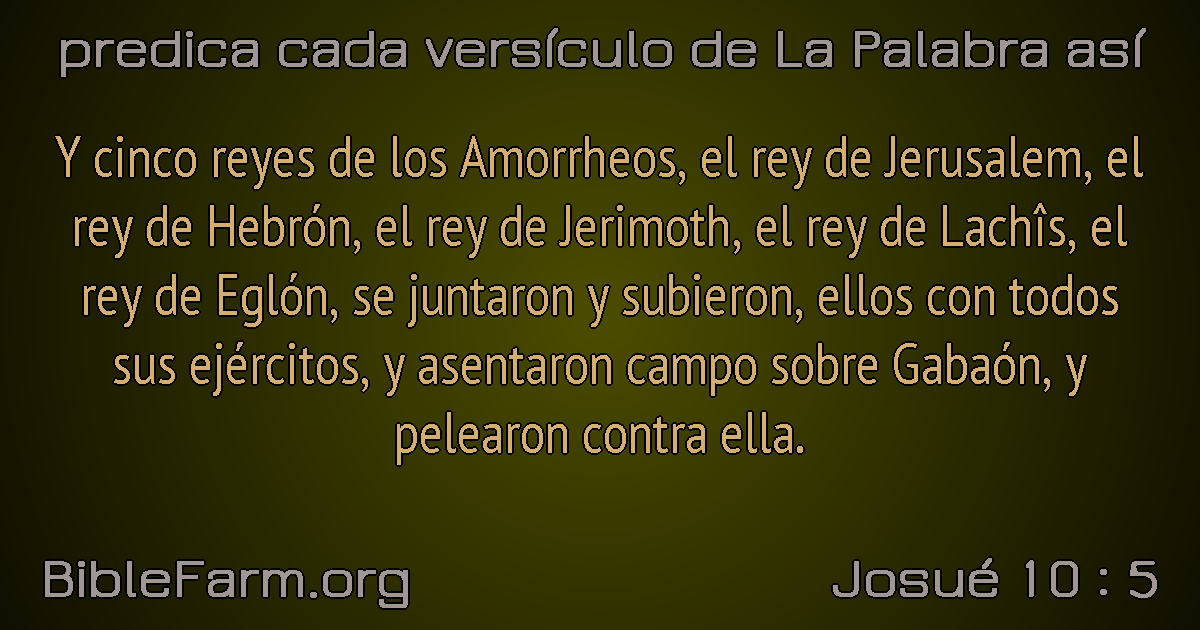 predica cada versículo de La Palabra así
Y cinco reyes de los Amorrheos, el rey de Jerusalem, el
rey de Hebrón, el rey de Jerimoth, el rey de Lachîs, el
rey de Eglón, se juntaron y subieron, ellos con todos
sus ejércitos, y asentaron campo sobre Gabaón, y
pelearon contra ella.
BibleFarm.org
Josué 10 : 5